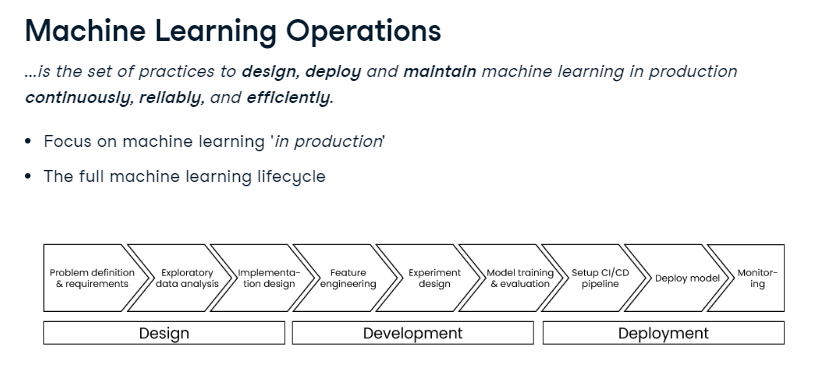 Machine Learning Operations
...is the set of practices to design, deploy and maintain machine learning in production
continuously, reliably, and efficiently.
• Focus on machine learning 'in production'
• The full machine learning lifecycle
Problem definition
& requirements
Exploratory
data analysis
Implementa-
tion design
Feature
engineering
Experiment
design
Model training
& evaluation
Setup CI/CD
pipeline
Deploy model
Monitor-
ing
Design
Development
Deployment